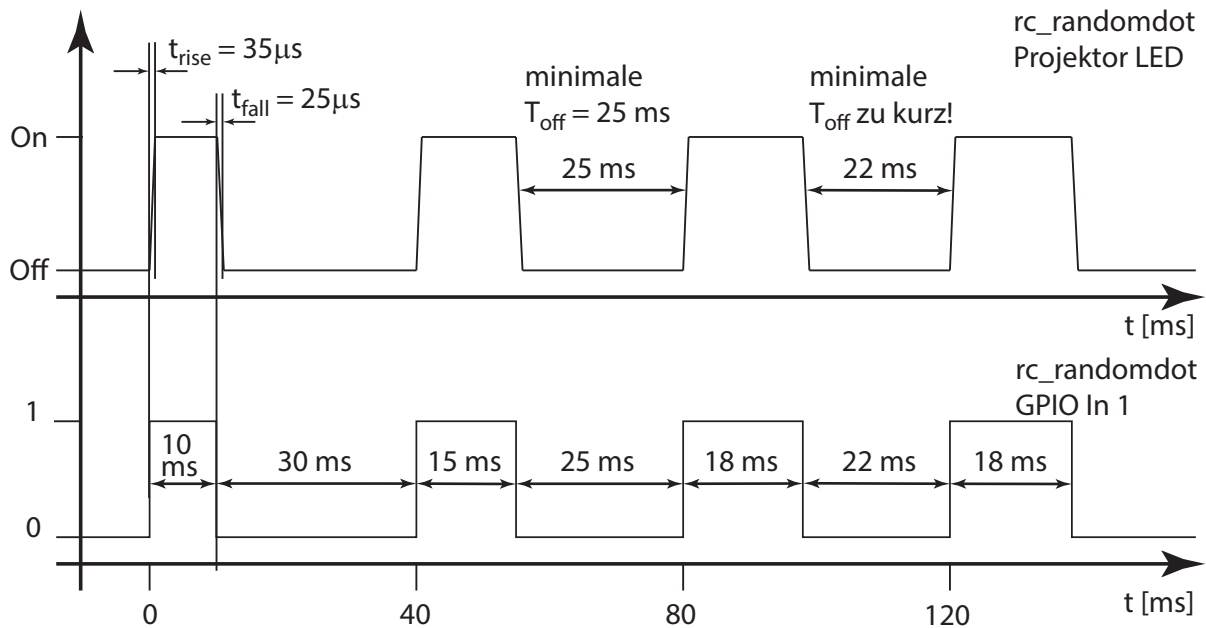 rc_randomdot
Projektor LED
t_rise = 35µs
t_fall = 25µs
minimale
T_off = 25 ms
minimale
T_off zu kurz!
On
25 ms
22 ms
Off
t [ms]
rc_randomdot
GPIO In 1
1
10
ms
30 ms
15 ms
25 ms
18 ms
22 ms
18 ms
0
t [ms]
0
40
80
120